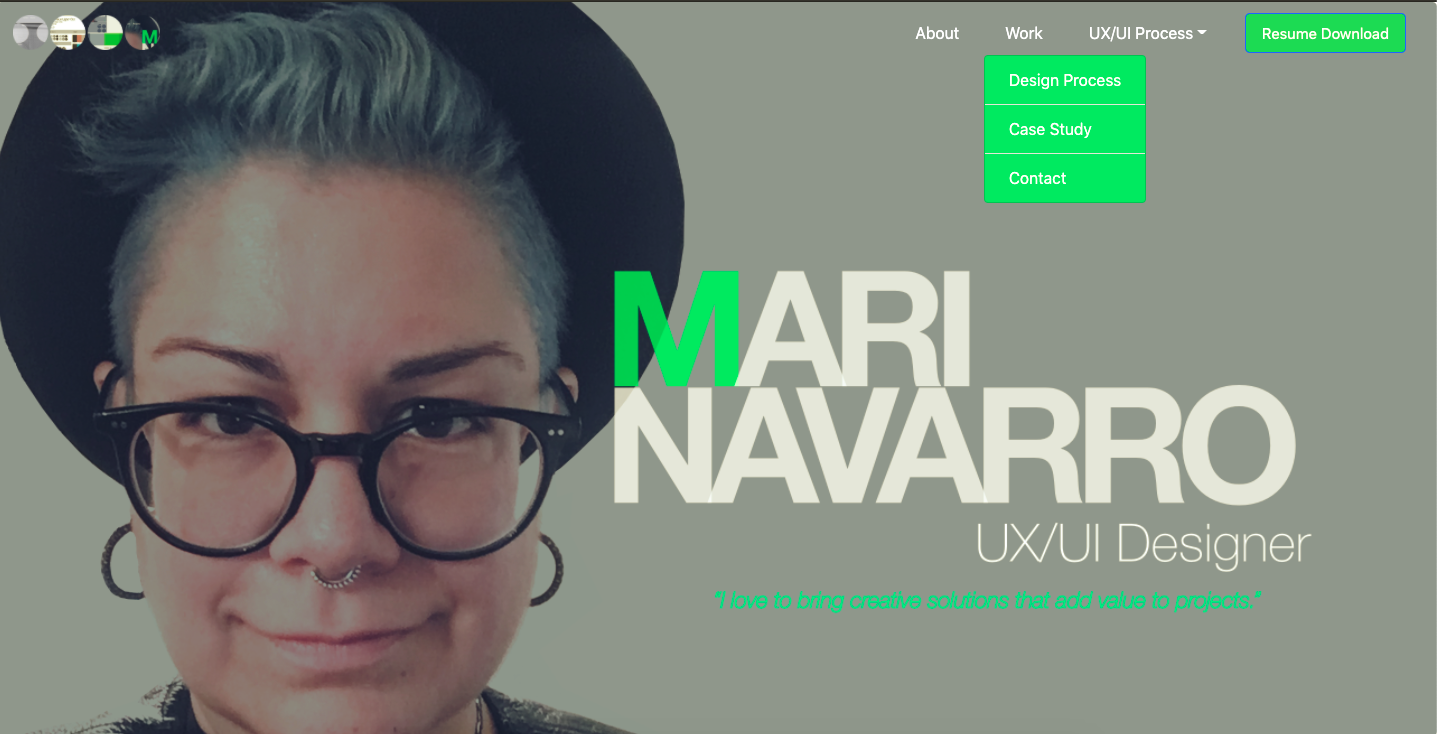 M
About
Work
UX/UI Process
Resume Download
Design Process
Case Study
Contact
MARI
NAVARRO
UX/UI Designer
"I love to bring creative solutions that add value to projects."